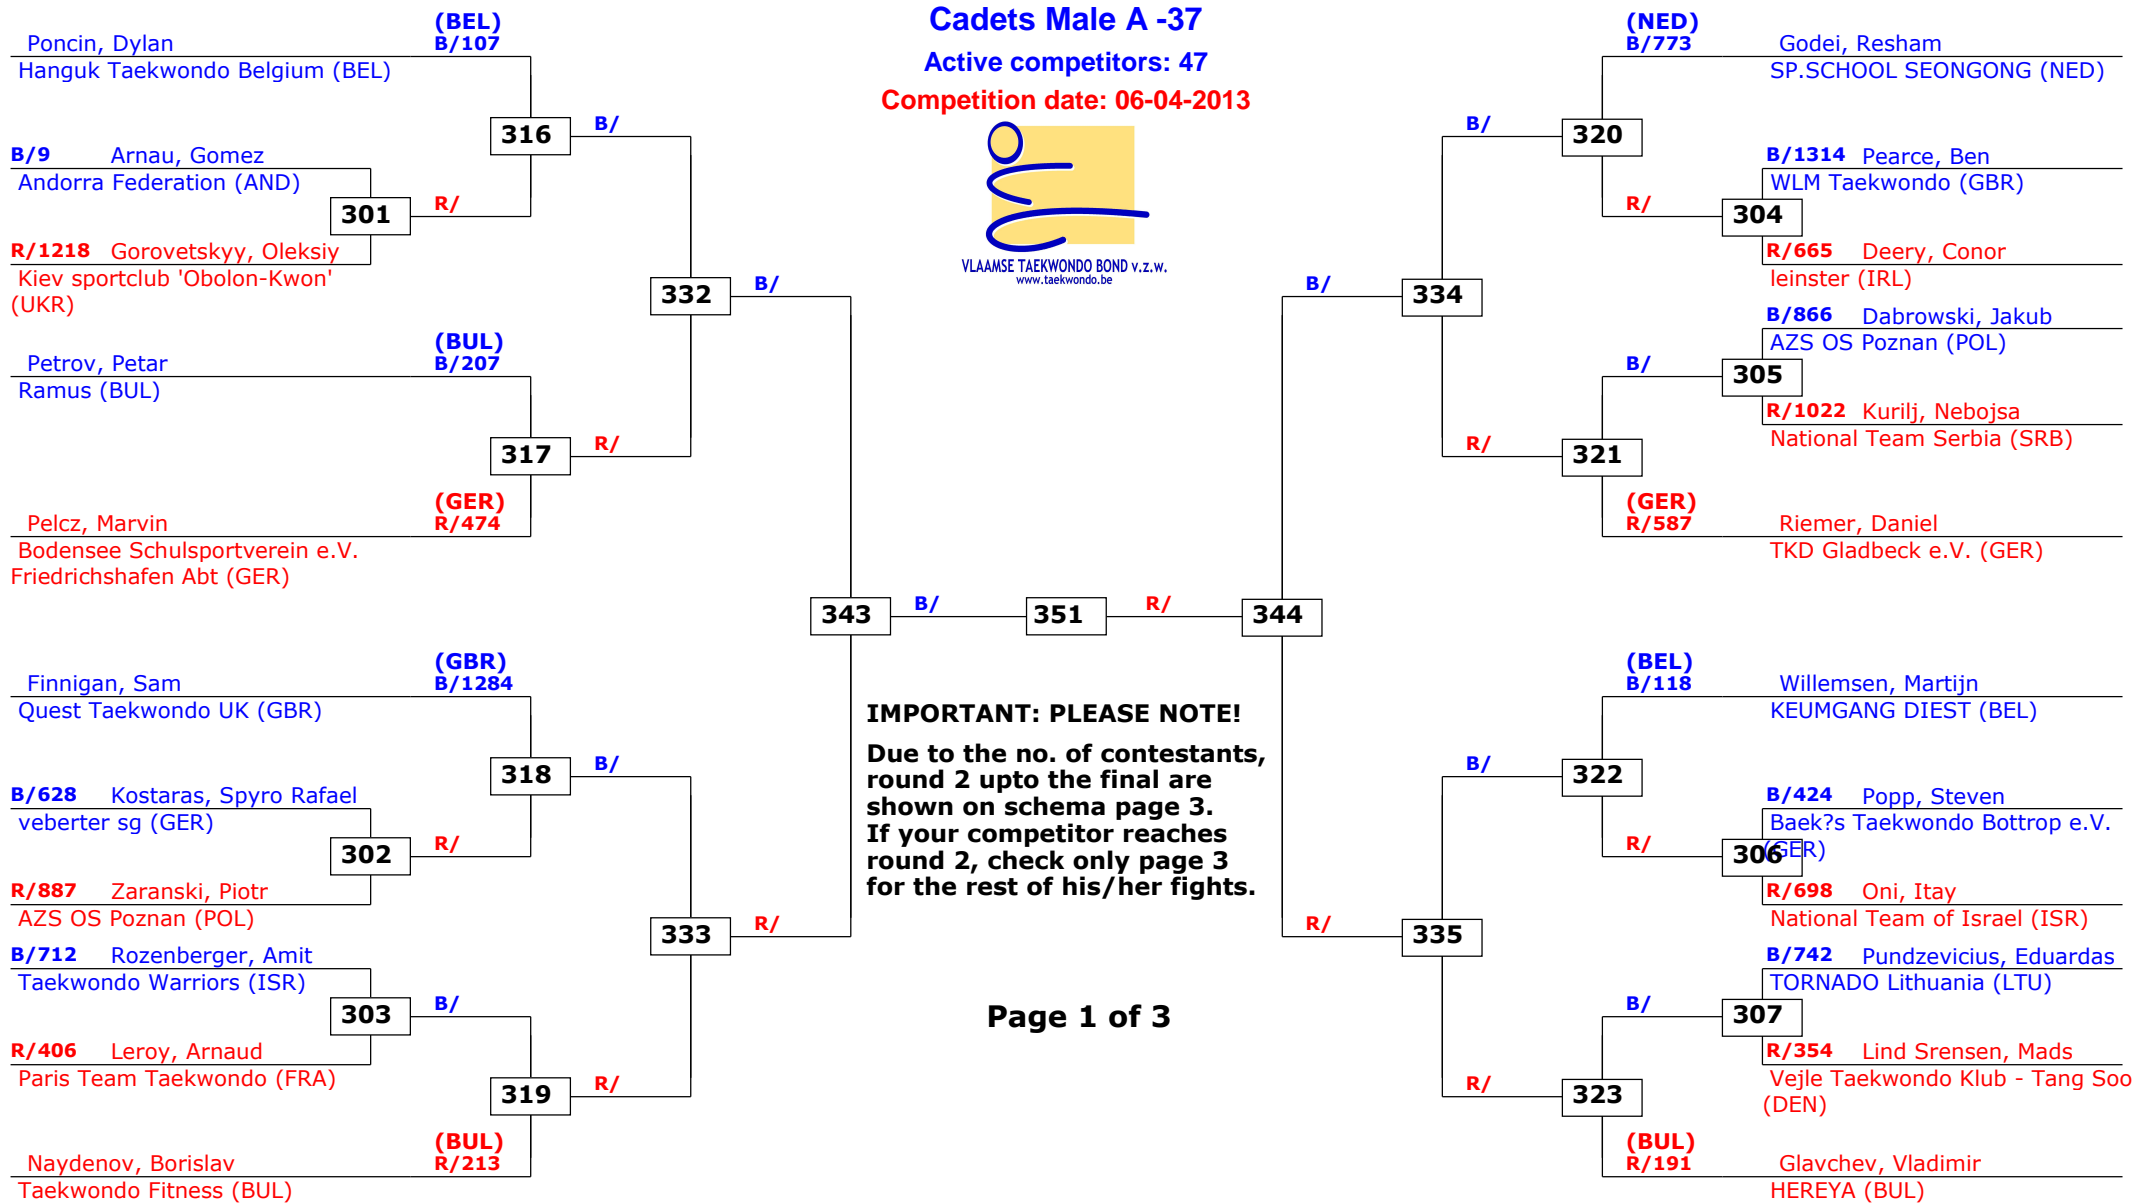 Cadets Male A -37
Active competitors: 47
Competition date: 06-04-2013
VLAAMSE TAEKWONDO BOND v.z.w.
www.taekwondo.be
(BEL)
Poncin, Dylan B/107
Hanguk Taekwondo Belgium (BEL)
316 B/
B/9 Arnau, Gomez
Andorra Federation (AND)
301 R/
R/1218 Gorovetskyy, Oleksiy
Kiev sportclub 'Obolon-Kwon'
(UKR)
332 B/
(BUL)
Petrov, Petar B/207
Ramus (BUL)
317 R/
(GER)
Pelcz, Marvin R/474
Bodensee Schulsportverein e.V.
Friedrichshafen Abt (GER)
343 B/ 351 R/ 344
(GBR)
Finnigan, Sam B/1284
Quest Taekwondo UK (GBR)
318 B/
B/628 Kostaras, Spyro Rafael
veberter sg (GER)
302 R/
R/887 Zaranski, Piotr
AZS OS Poznan (POL)
333 R/
B/712 Rozenberger, Amit
Taekwondo Warriors (ISR)
303 B/
R/406 Leroy, Arnaud
Paris Team Taekwondo (FRA)
319 R/
(BUL)
Naydenov, Borislav R/213
Taekwondo Fitness (BUL)
IMPORTANT: PLEASE NOTE!
Due to the no. of contestants,
round 2 upto the final are
shown on schema page 3.
If your competitor reaches
round 2, check only page 3
for the rest of his/her fights.
Page 1 of 3
(NED)
B/773 Godei, Resham
SP.SCHOOL SEONGONG (NED)
B/ 320
B/1314 Pearce, Ben
WLM Taekwondo (GBR)
R/ 304
R/665 Deery, Conor
leinster (IRL)
B/ 334
B/866 Dabrowski, Jakub
AZS OS Poznan (POL)
B/ 305
R/1022 Kurilj, Nebojsa
National Team Serbia (SRB)
R/ 321
(GER)
R/587 Riemer, Daniel
TKD Gladbeck e.V. (GER)
(BEL)
B/118 Willemsen, Martijn
KEUMGANG DIEST (BEL)
B/ 322
B/424 Popp, Steven
Baek?s Taekwondo Bottrop e.V.
(GER)
R/ 306
R/698 Oni, Itay
National Team of Israel (ISR)
R/ 335
B/742 Pundzevicius, Eduardas
TORNADO Lithuania (LTU)
B/ 307
R/354 Lind Srensen, Mads
Vejle Taekwondo Klub - Tang Soo
(DEN)
R/ 323
(BUL)
R/191 Glavchev, Vladimir
HEREYA (BUL)